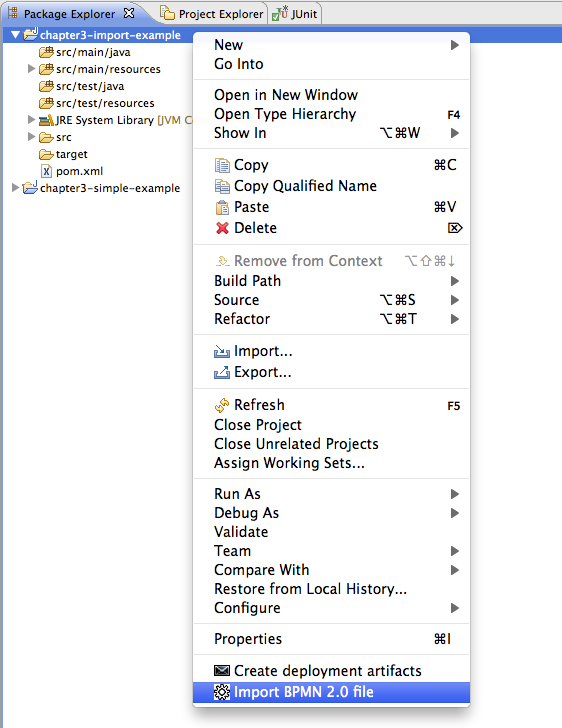 Package Explorer
Project Explorer
JUnit
chapter3-import-example
src/main/java
src/main/resources
src/test/java
src/test/resources
JRE System Library [JVM C
src
target
pom.xml
chapter3-simple-example
New
Go Into
Open in New Window
Open Type Hierarchy F4
Show In ⌥⌘W
Copy ⌘C
Copy Qualified Name
Paste ⌘V
Delete ⌦
Remove from Context ⌥⇧⌘↓
Build Path
Source ⌥⌘S
Refactor ⌥⌘T
Import...
Export...
Refresh F5
Close Project
Close Unrelated Projects
Assign Working Sets...
Run As
Debug As
Validate
Team
Compare With
Restore from Local History...
Configure
Properties ⌘I
Create deployment artifacts
Import BPMN 2.0 file